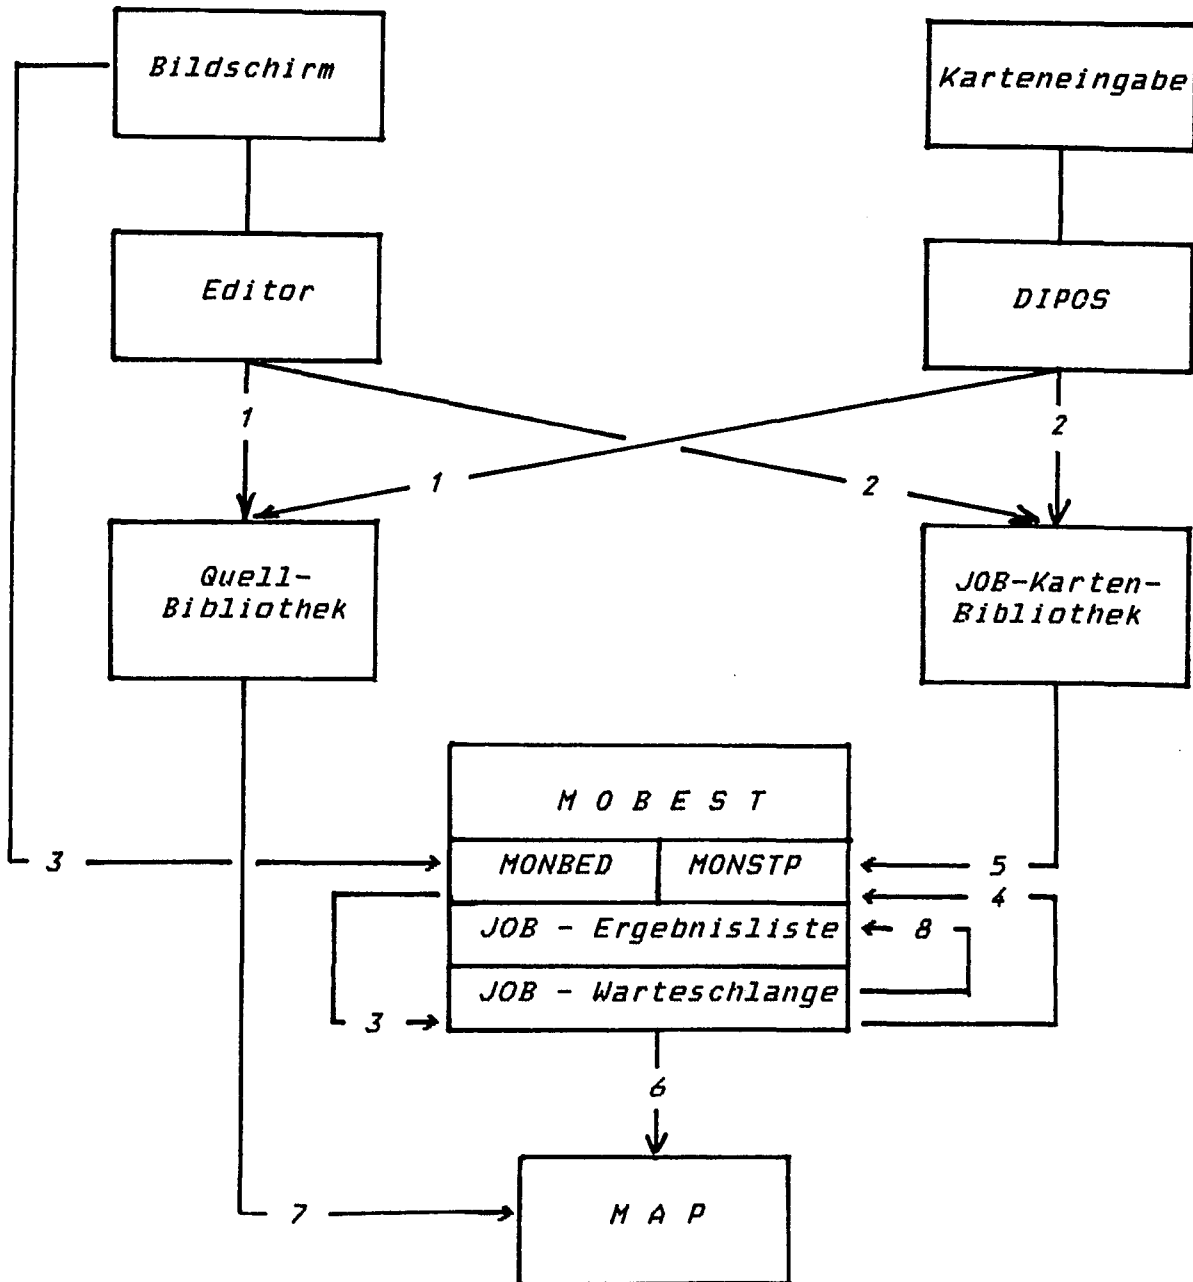 Bildschirm
Karteneingabe
Editor
DIPOS
1
2
1
2
Quell-
Bibliothek
JOB-Karten-
Bibliothek
M O B E S T
3
MONBED
MONSTP
5
4
JOB - Ergebnisliste
8
JOB - Warteschlange
3
6
7
M A P